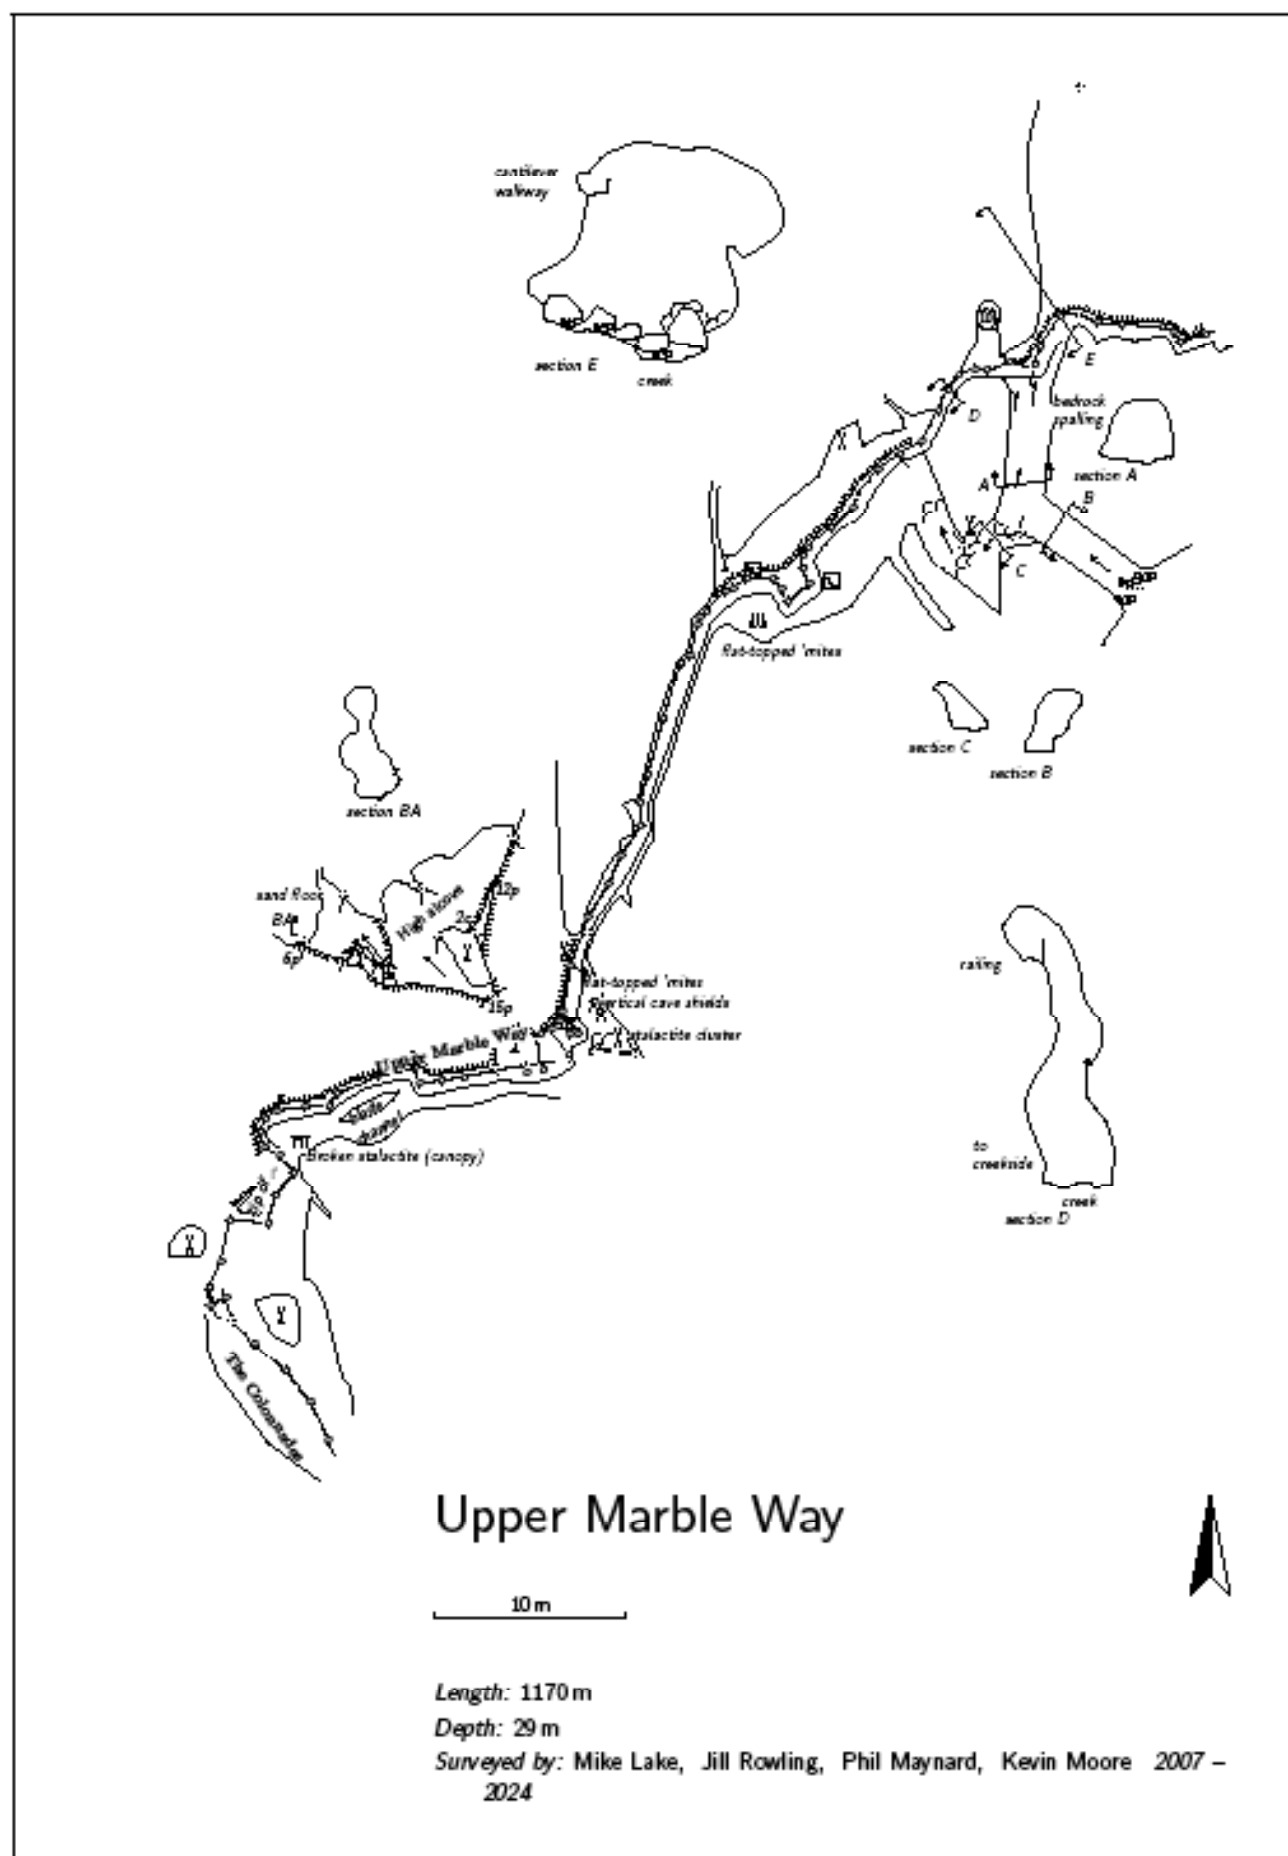 cantilever
walkway
section E
creek
E
D
bedrock
spalling
section A
A
B
C
flat-topped 'mites
section C
section B
section BA
sand floor
BA
6p
High alcove
12p
2c
15p
flat-topped 'mites
vertical cave shields
stalactite cluster
Upper Marble Way
Broken stalactite (canopy)
railing
to
creekside
creek
section D
The Colonnades
Upper Marble Way
10 m
Length: 1170 m
Depth: 29 m
Surveyed by: Mike Lake, Jill Rowling, Phil Maynard, Kevin Moore 2007 –
2024